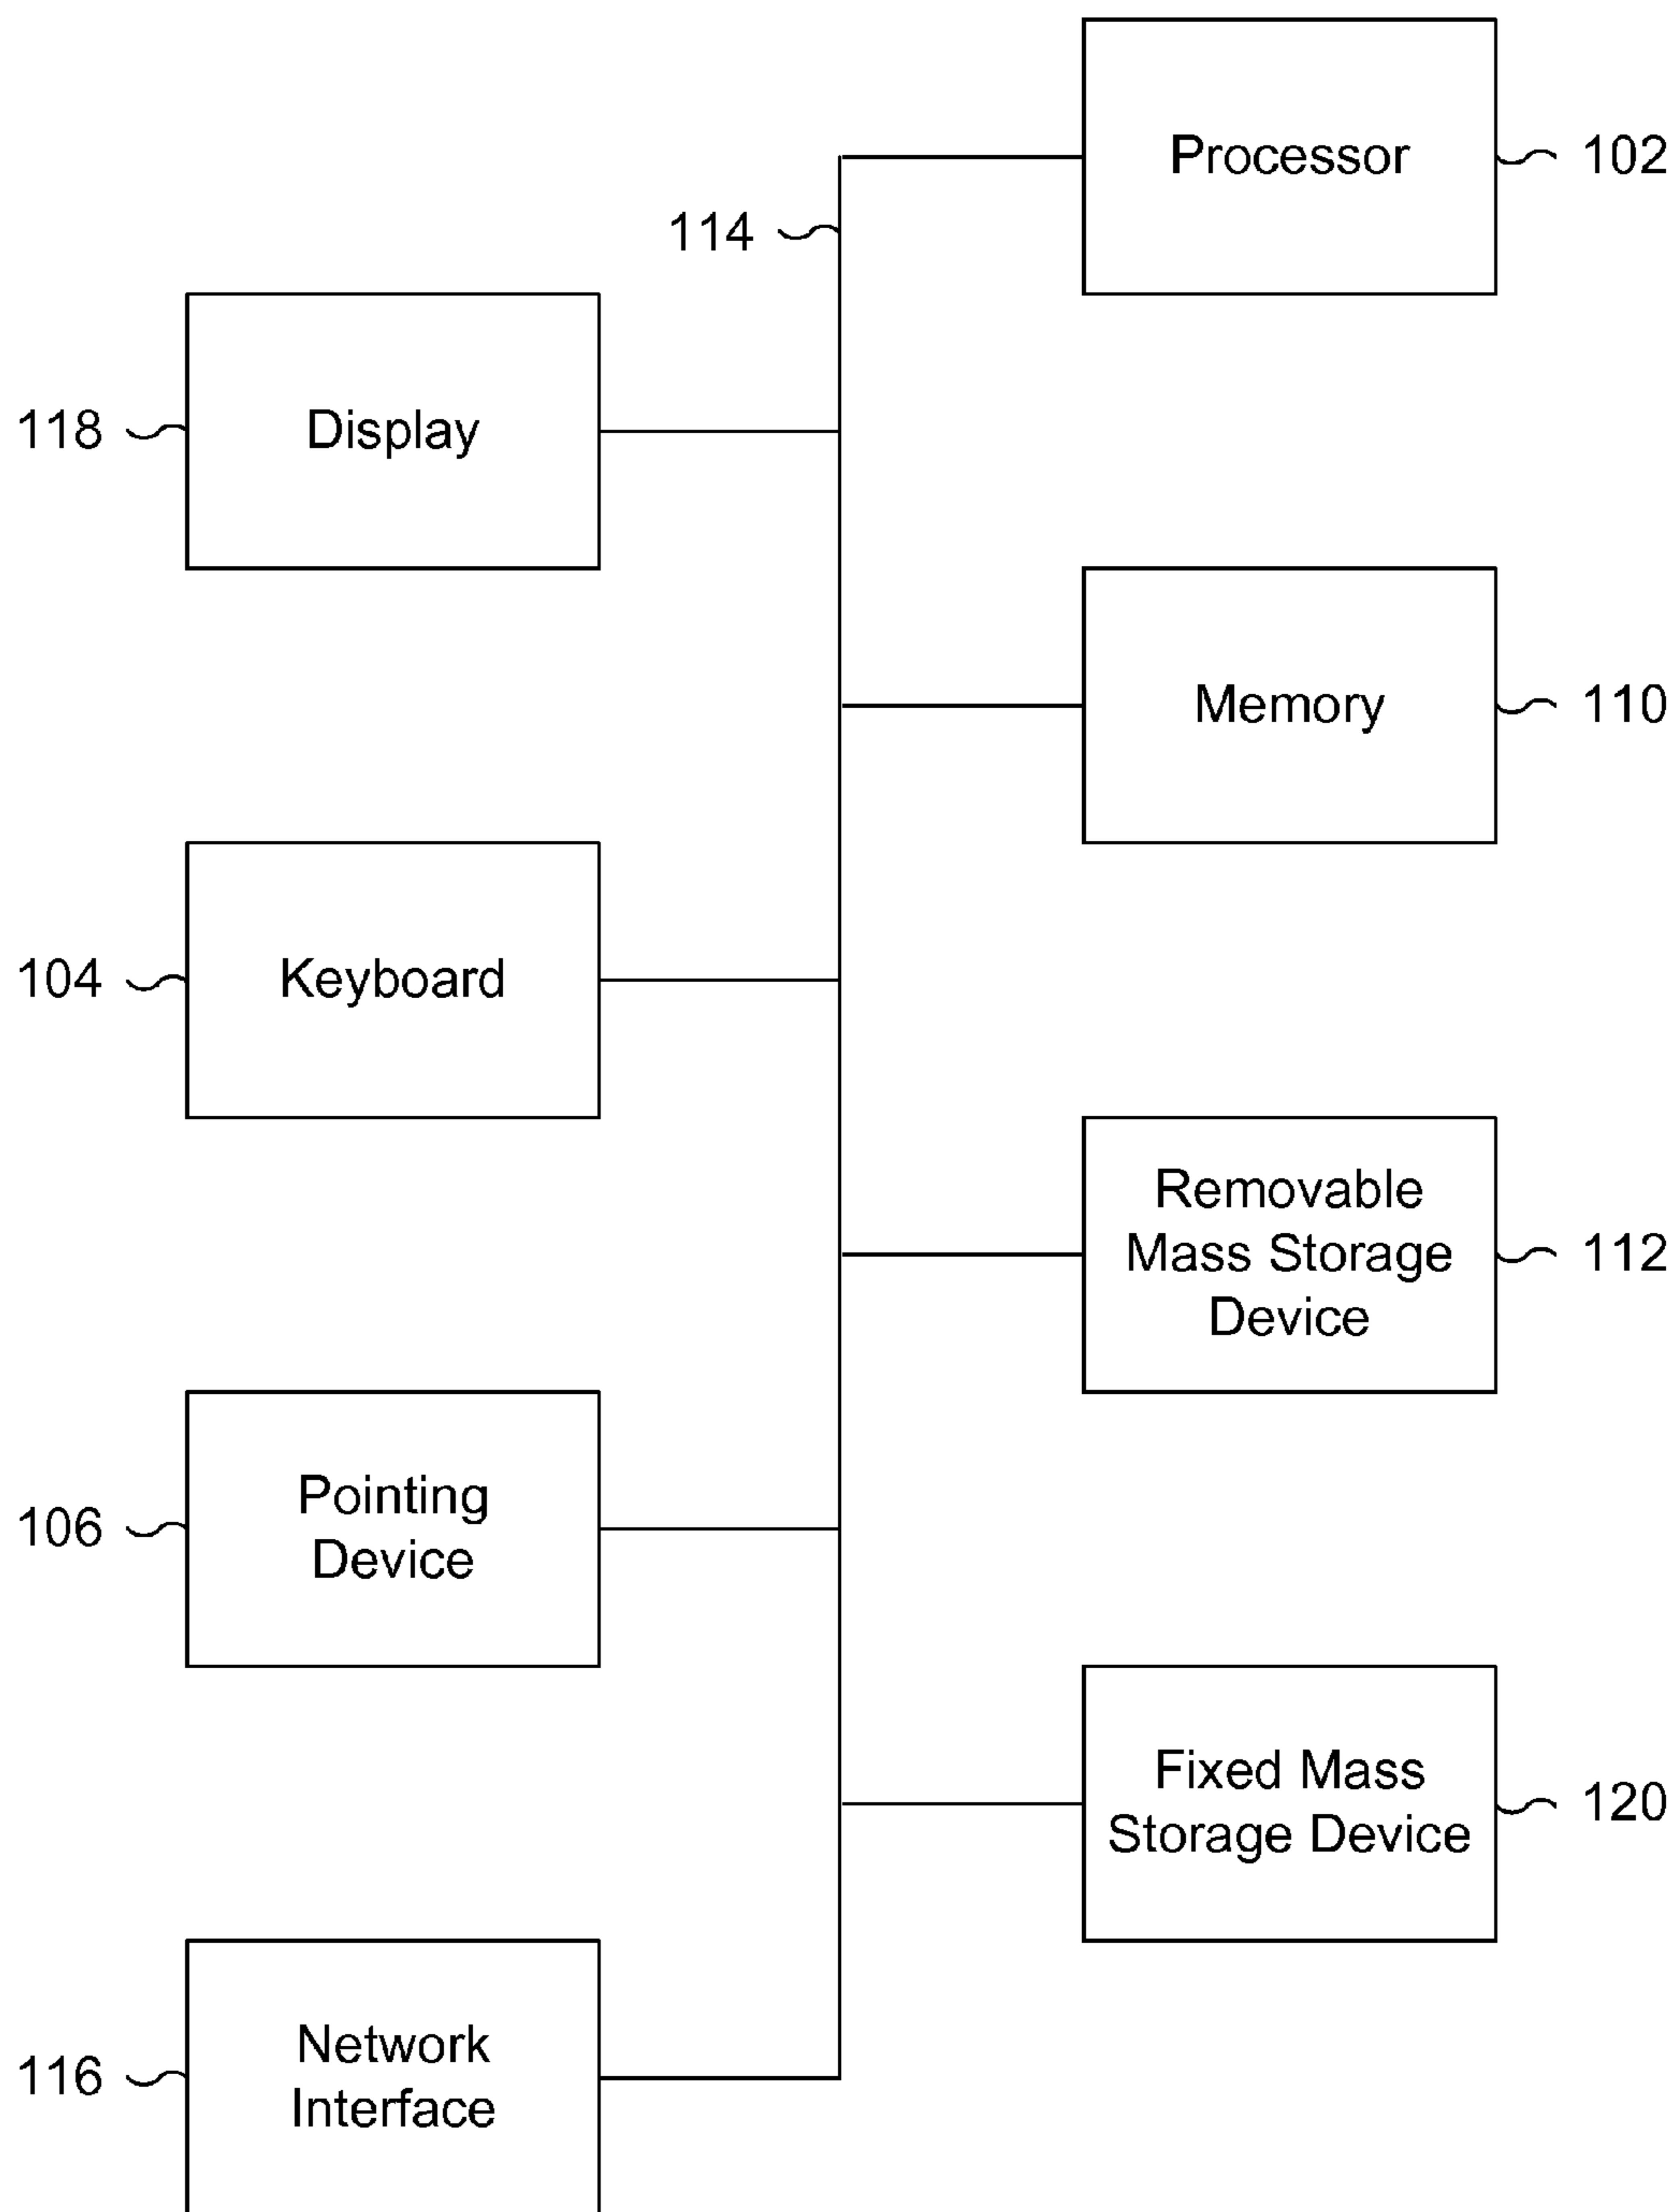 Processor
102
114
118
Display
Memory
110
104
Keyboard
Removable
Mass Storage
Device
112
106
Pointing
Device
Fixed Mass
Storage Device
120
116
Network
Interface